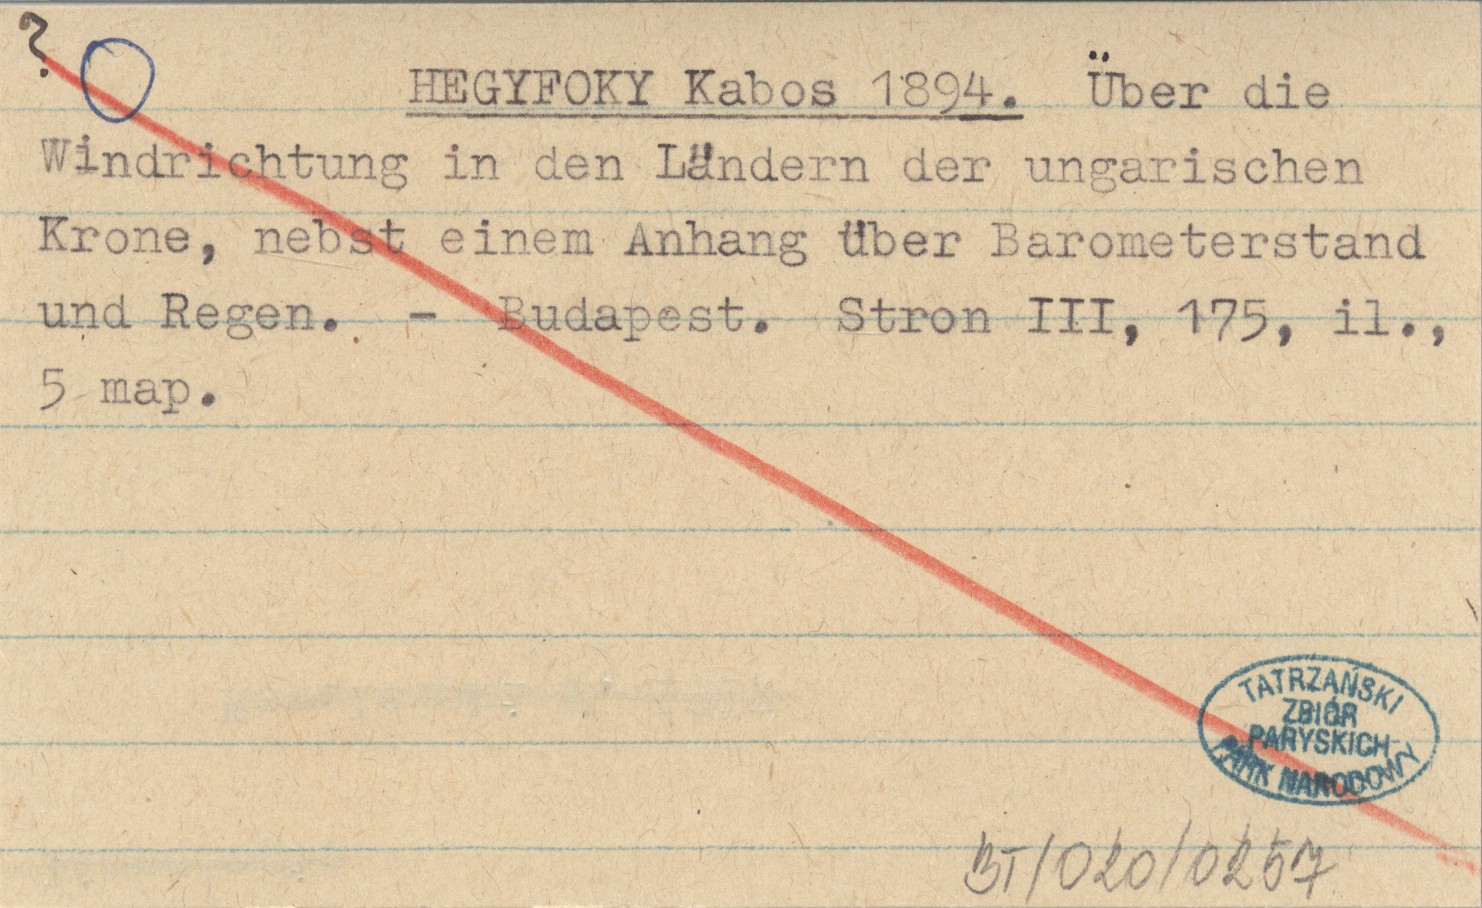 ?
HEGYFOKY Kabos 1894. Über die
Windrichtung in den Ländern der ungarischen
Krone, nebst einem Anhang über Barometerstand
und Regen. - Budapest. Stron III, 175, il.,
5 map.
TATRZAŃSKI
ZBIÓR
PARYSKICH
PARK NARODOWY
BT/020/0257